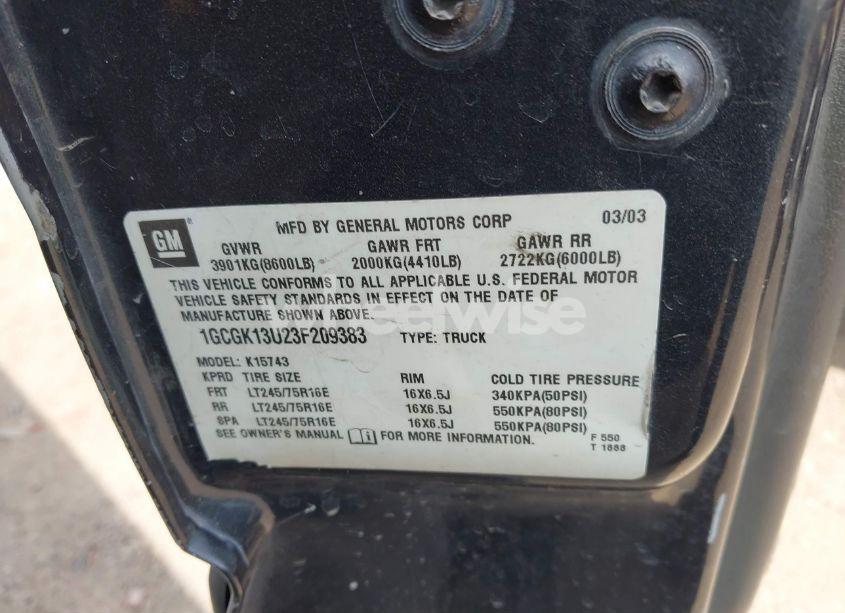 GM
MFD BY GENERAL MOTORS CORP 03/03
GVWR GAWR FRT GAWR RR
3901KG(8600LB) 2000KG(4410LB) 2722KG(6000LB)
THIS VEHICLE CONFORMS TO ALL APPLICABLE U.S. FEDERAL MOTOR
VEHICLE SAFETY STANDARDS IN EFFECT ON THE DATE OF
MANUFACTURE SHOWN ABOVE.
1GCGK13U23F209383 TYPE: TRUCK
MODEL: K15743
KPRD TIRE SIZE RIM COLD TIRE PRESSURE
FRT LT245/75R16E 16X6.5J 340KPA(50PSI)
RR LT245/75R16E 16X6.5J 550KPA(80PSI)
SPA LT245/75R16E 16X6.5J 550KPA(80PSI)
SEE OWNER'S MANUAL FOR MORE INFORMATION.
F 550
T 1888